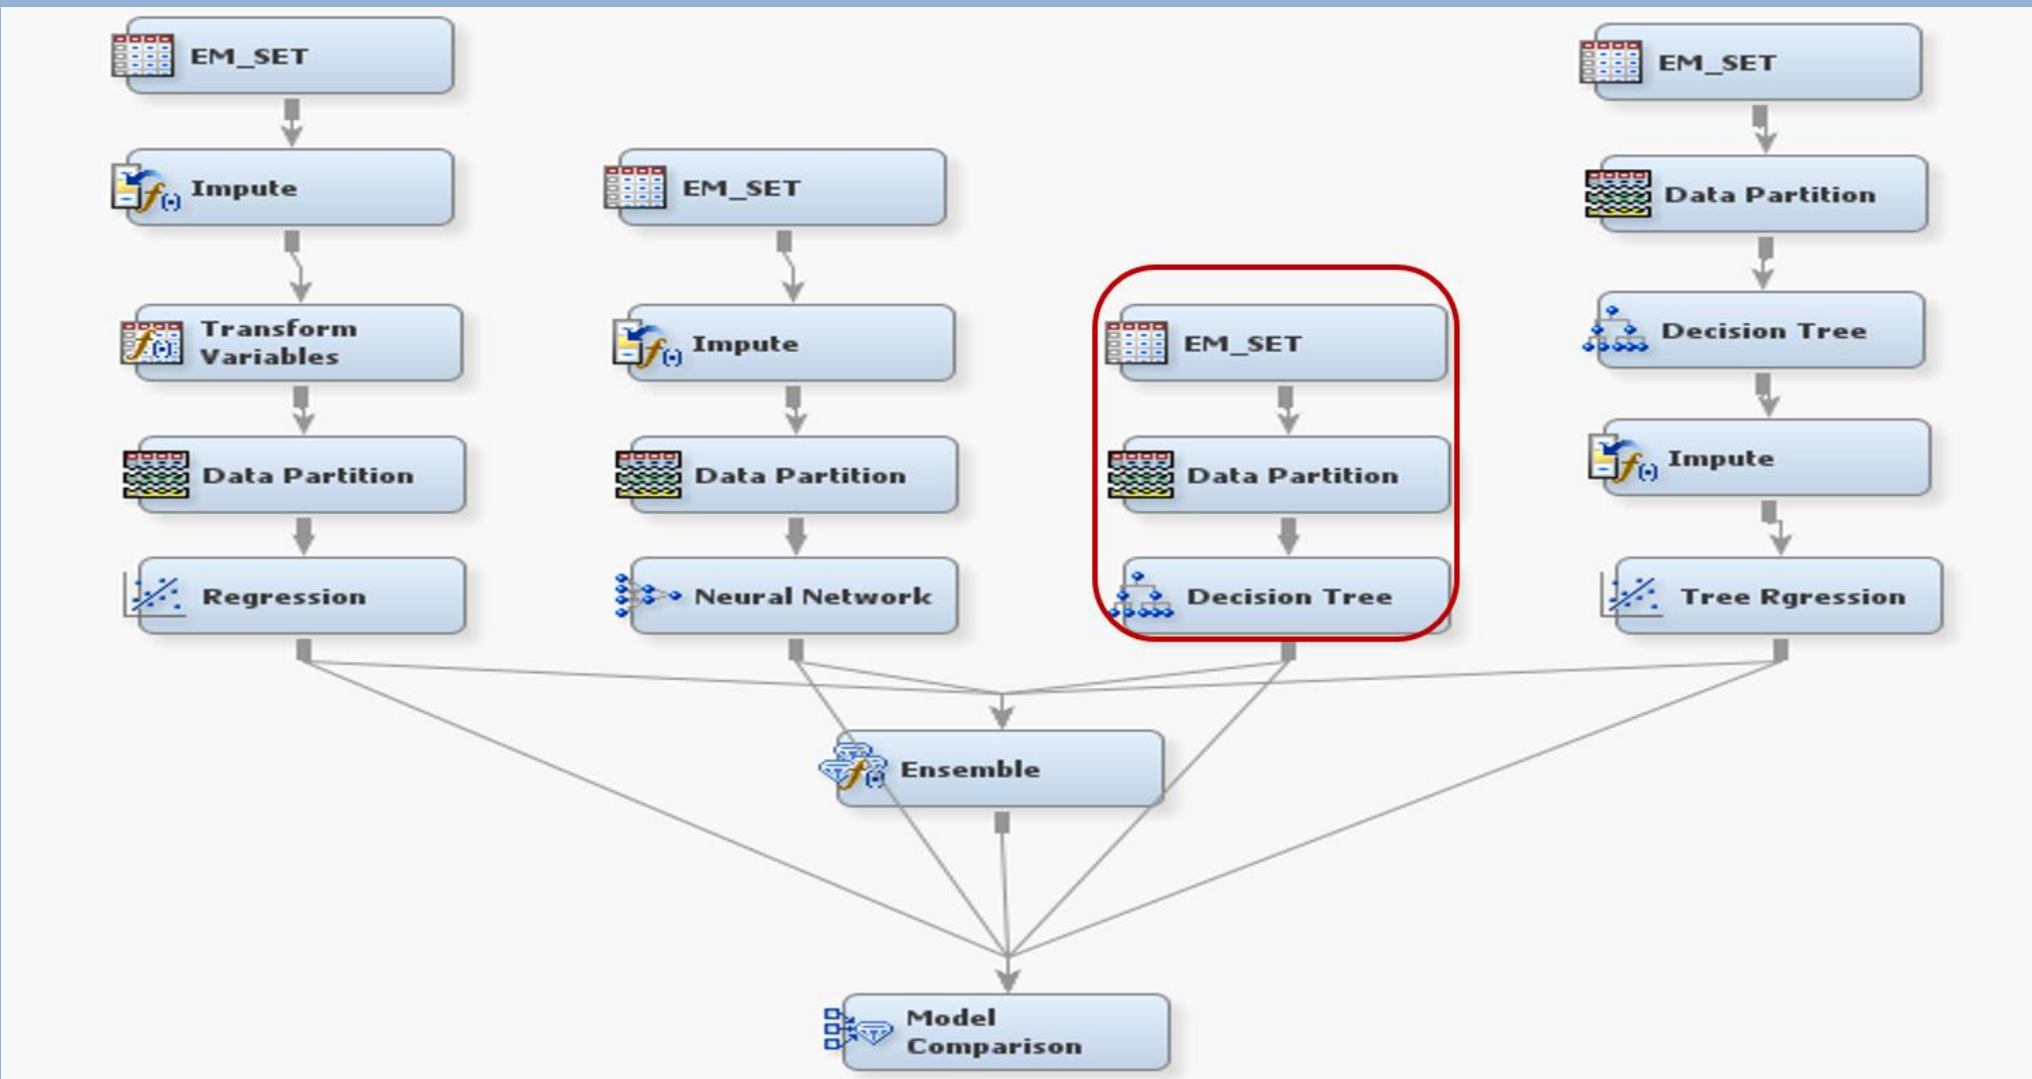 EM_SET
Impute
Transform
Variables
Data Partition
Regression
EM_SET
Impute
Data Partition
Neural Network
EM_SET
Data Partition
Decision Tree
EM_SET
Data Partition
Decision Tree
Impute
Tree Rgression
Ensemble
Model
Comparison